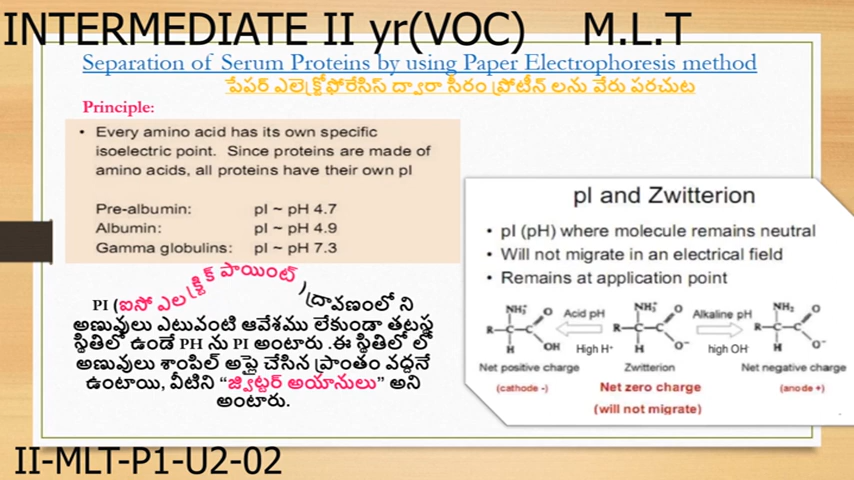 INTERMEDIATE II yr(VOC) M.L.T
Separation of Serum Proteins by using Paper Electrophoresis method
పేపర్ ఎలెక్ట్రోఫోరేసిస్ ద్వారా సీరం ప్రోటీన్ లను వేరు పరచుట
Principle:
• Every amino acid has its own specific
isoelectric point. Since proteins are made of
amino acids, all proteins have their own pI
Pre-albumin: pI ~ pH 4.7
Albumin: pI ~ pH 4.9
Gamma globulins: pI ~ pH 7.3
PI (ఐసో ఎలక్ట్రిక్ పాయింట్ )ద్రావణంలో ని
అణువులు ఎటువంటి ఆవేశము లేకుండా తటస్థ
స్థితిలో ఉండే PH ను PI అంటారు .ఈ స్థితిలో లో
అణువులు శాంపిల్ అప్లై చేసిన ప్రాంతం వద్దనే
ఉంటాయి, వీటిని “జ్విట్టర్ అయానులు” అని
అంటారు.
pI and Zwitterion
• pI (pH) where molecule remains neutral
• Will not migrate in an electrical field
• Remains at application point
NH3+ O Acid pH NH3+ O Alkaline pH NH2 O
R-C-C R-C-C R-C-C
H OH High H+ H O- high OH- H O-
Net positive charge Zwitterion Net negative charge
(cathode -) Net zero charge (anode +)
(will not migrate)
II-MLT-P1-U2-02